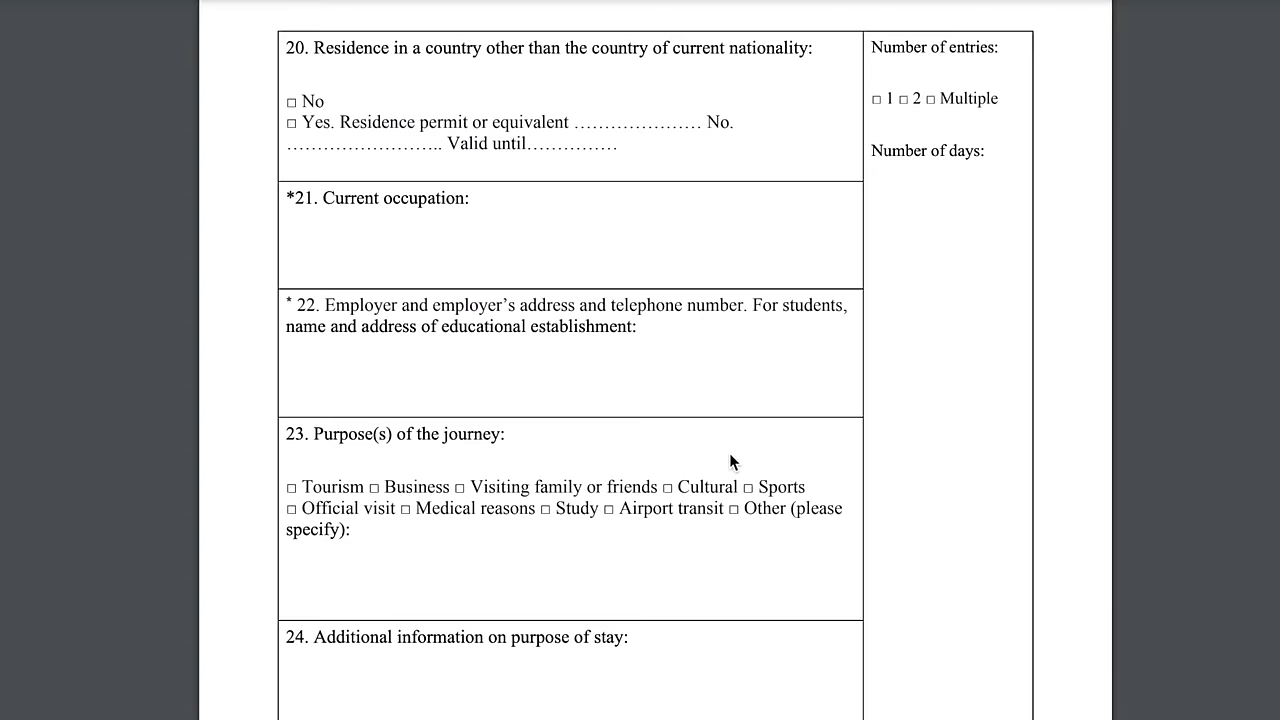 20. Residence in a country other than the country of current nationality:
□ No
□ Yes. Residence permit or equivalent ………………… No.
…………………….. Valid until……………
*21. Current occupation:
* 22. Employer and employer’s address and telephone number. For students,
name and address of educational establishment:
23. Purpose(s) of the journey:
□ Tourism □ Business □ Visiting family or friends □ Cultural □ Sports
□ Official visit □ Medical reasons □ Study □ Airport transit □ Other (please
specify):
24. Additional information on purpose of stay:
Number of entries:
□ 1 □ 2 □ Multiple
Number of days: